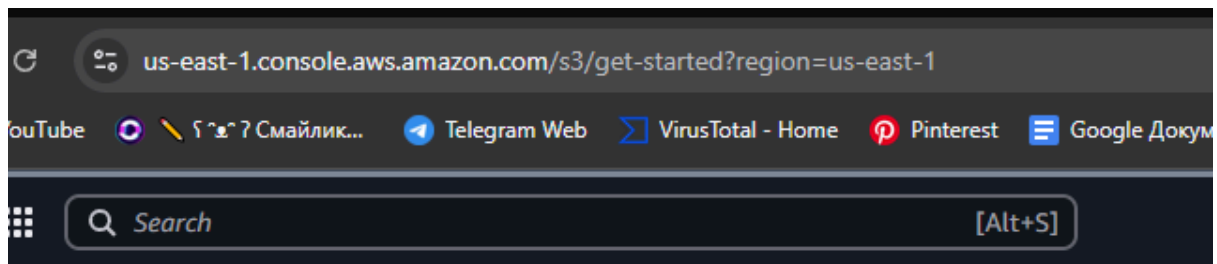 us-east-1.console.aws.amazon.com/s3/get-started?region=us-east-1
ouTube ʕ ᵔᴥᵔ ʔ Смайлик... Telegram Web VirusTotal - Home Pinterest Google Докум
Search [Alt+S]